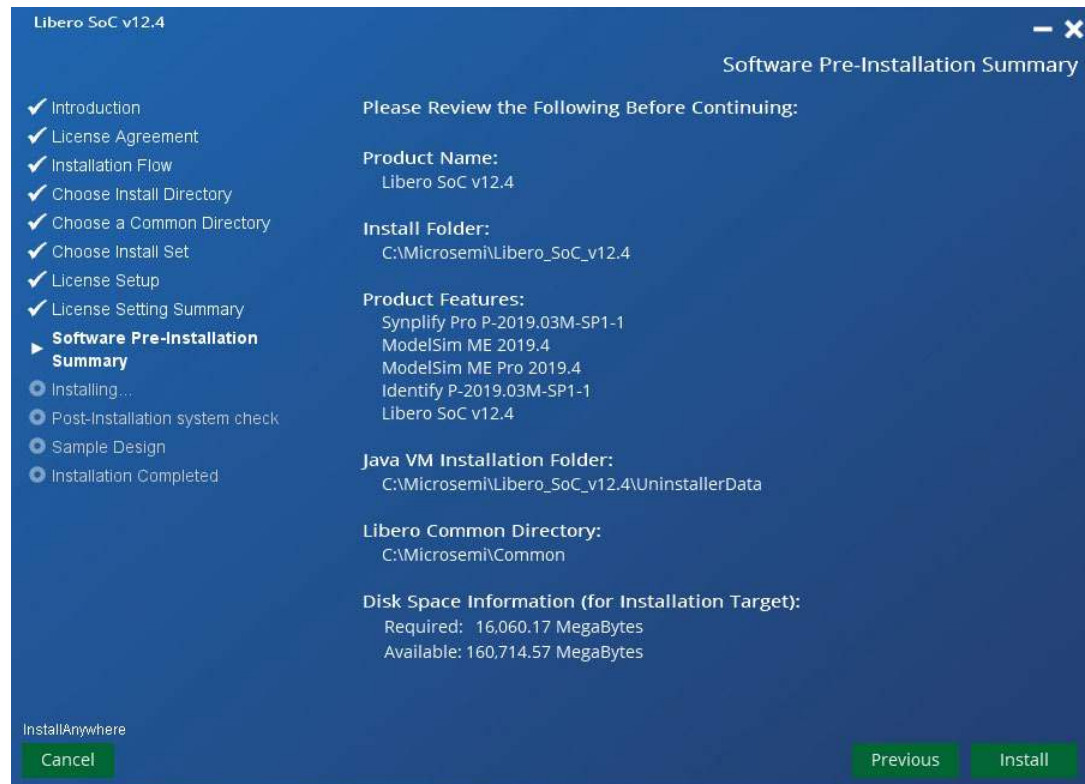 Libero SoC v12.4
Software Pre-Installation Summary
Introduction
License Agreement
Installation Flow
Choose Install Directory
Choose a Common Directory
Choose Install Set
License Setup
License Setting Summary
Software Pre-Installation
Summary
Installing...
Post-Installation system check
Sample Design
Installation Completed
Please Review the Following Before Continuing:
Product Name:
Libero SoC v12.4
Install Folder:
C:\Microsemi\Libero_SoC_v12.4
Product Features:
Synplify Pro P-2019.03M-SP1-1
ModelSim ME 2019.4
ModelSim ME Pro 2019.4
Identify P-2019.03M-SP1-1
Libero SoC v12.4
Java VM Installation Folder:
C:\Microsemi\Libero_SoC_v12.4\UninstallerData
Libero Common Directory:
C:\Microsemi\Common
Disk Space Information (for Installation Target):
Required: 16,060.17 MegaBytes
Available: 160,714.57 MegaBytes
InstallAnywhere
Cancel
Previous
Install